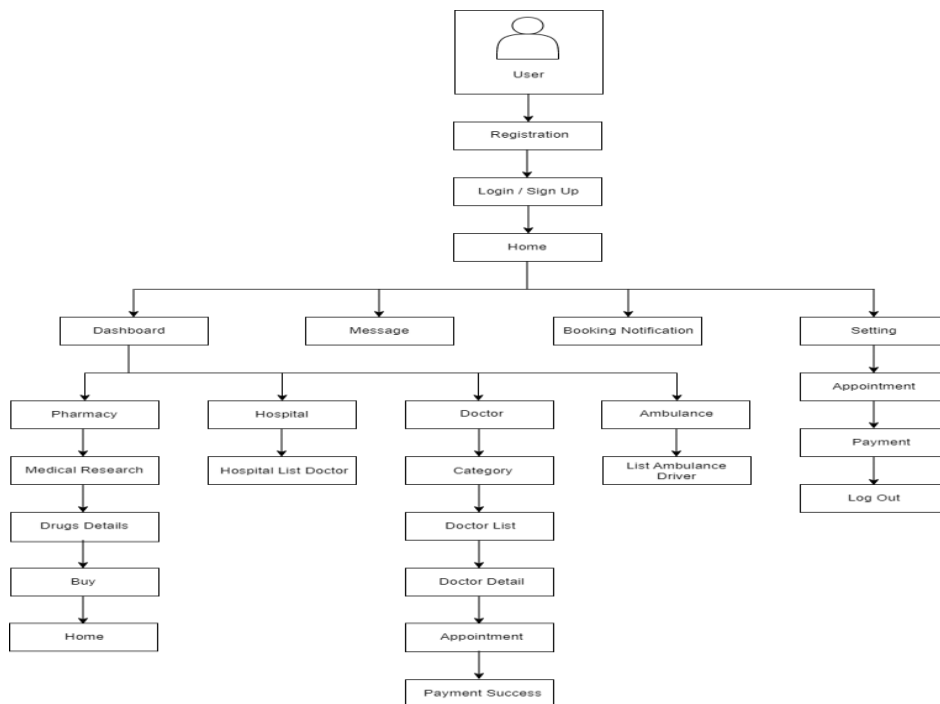 User
Registration
Login / Sign Up
Home
Dashboard
Message
Booking Notification
Setting
Appointment
Pharmacy
Hospital
Doctor
Ambulance
Payment
Medical Research
Hospital List Doctor
Category
List Ambulance
Driver
Log Out
Drugs Details
Doctor List
Buy
Doctor Detail
Home
Appointment
Payment Success